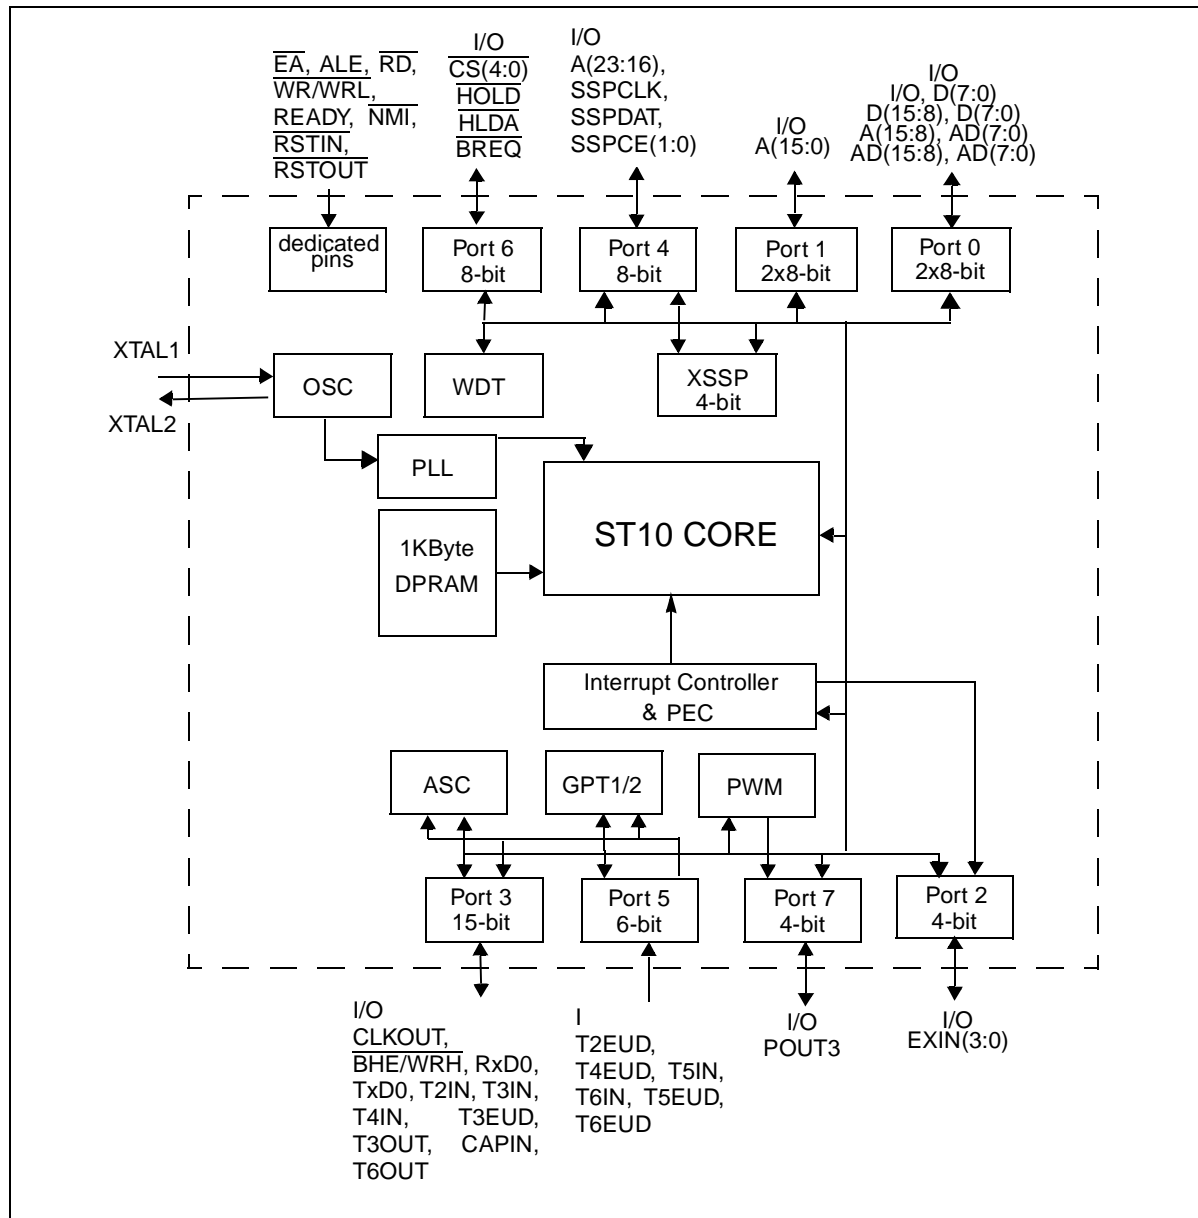 EA, ALE, RD,
WR/WRL,
READY, NMI,
RSTIN,
RSTOUT
I/O
CS(4:0)
HOLD
HLDA
BREQ
I/O
A(23:16),
SSPCLK,
SSPDAT,
SSPCE(1:0)
I/O
A(15:0)
I/O
I/O, D(7:0)
D(15:8), D(7:0)
A(15:8), AD(7:0)
AD(15:8), AD(7:0)
dedicated
pins
Port 6
8-bit
Port 4
8-bit
Port 1
2x8-bit
Port 0
2x8-bit
XTAL1
XTAL2
OSC
WDT
XSSP
4-bit
PLL
ST10 CORE
1KByte
DPRAM
Interrupt Controller
& PEC
ASC
GPT1/2
PWM
Port 3
15-bit
Port 5
6-bit
Port 7
4-bit
Port 2
4-bit
I/O
CLKOUT,
BHE/WRH, RxD0,
TxD0, T2IN, T3IN,
T4IN, T3EUD,
T3OUT, CAPIN,
T6OUT
I
T2EUD,
T4EUD, T5IN,
T6IN, T5EUD,
T6EUD
I/O
POUT3
I/O
EXIN(3:0)